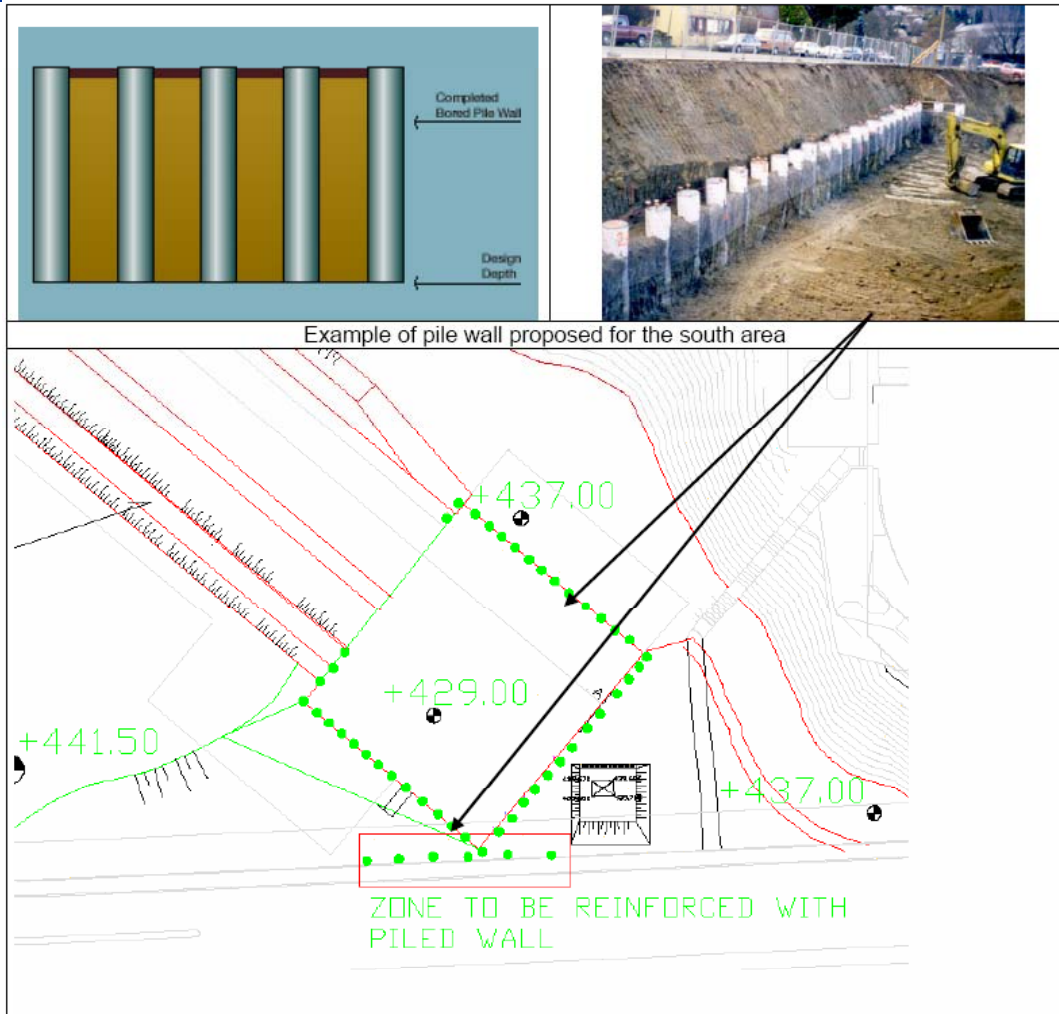 Completed
Bored Pile Wall
Design
Depth
Example of pile wall proposed for the south area
+437.00
+429.00
+441.50
+437.00
ZONE TO BE REINFORCED WITH
PILED WALL